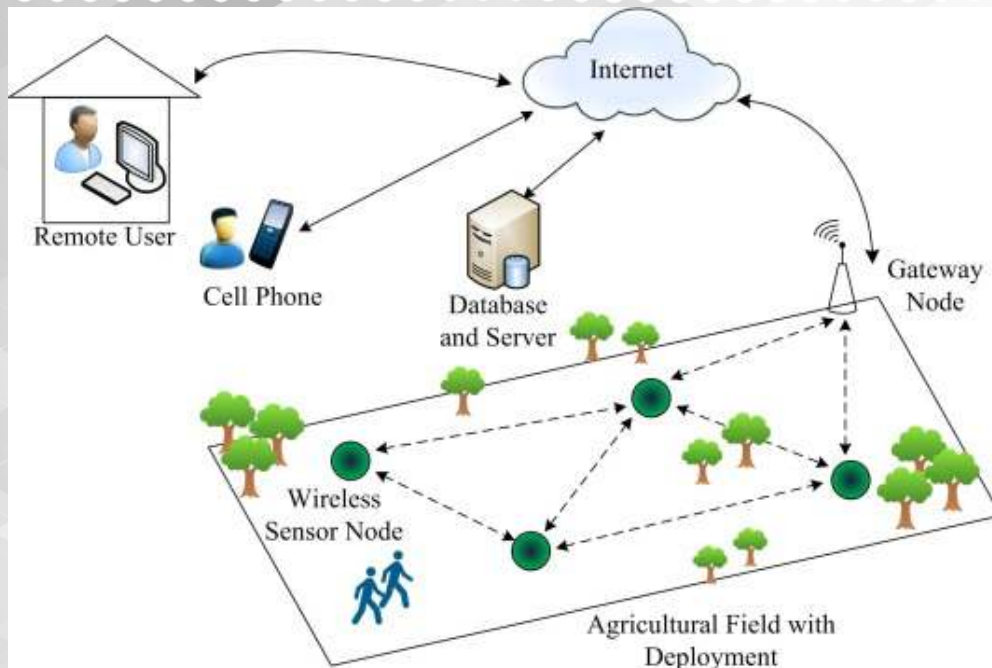 Internet
Remote User
Cell Phone
Database
and Server
Gateway
Node
Wireless
Sensor Node
Agricultural Field with
Deployment